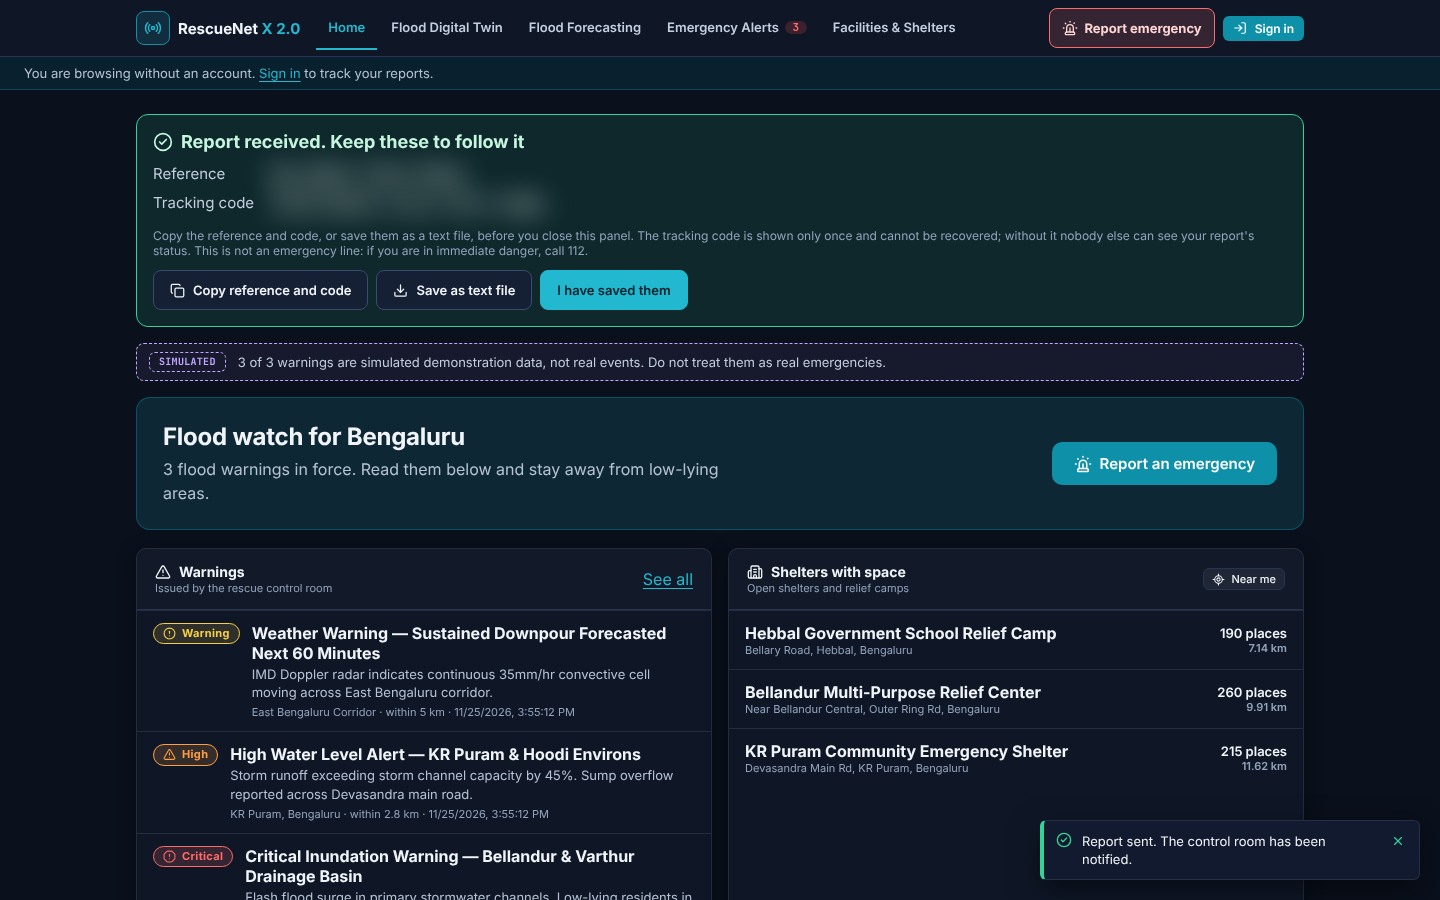 RescueNet X 2.0
Home
Flood Digital Twin
Flood Forecasting
Emergency Alerts 3
Facilities & Shelters
Report emergency
Sign in
You are browsing without an account. Sign in to track your reports.
Report received. Keep these to follow it
Reference
Tracking code
Copy the reference and code, or save them as a text file, before you close this panel. The tracking code is shown only once and cannot be recovered; without it nobody else can see your report's
status. This is not an emergency line: if you are in immediate danger, call 112.
Copy reference and code
Save as text file
I have saved them
SIMULATED
3 of 3 warnings are simulated demonstration data, not real events. Do not treat them as real emergencies.
Flood watch for Bengaluru
3 flood warnings in force. Read them below and stay away from low-lying
areas.
Report an emergency
Warnings
Issued by the rescue control room
See all
Warning
Weather Warning — Sustained Downpour Forecasted
Next 60 Minutes
IMD Doppler radar indicates continuous 35mm/hr convective cell
moving across East Bengaluru corridor.
East Bengaluru Corridor · within 5 km · 11/25/2026, 3:55:12 PM
High
High Water Level Alert — KR Puram & Hoodi Environs
Storm runoff exceeding storm channel capacity by 45%. Sump overflow
reported across Devasandra main road.
KR Puram, Bengaluru · within 2.8 km · 11/25/2026, 3:55:12 PM
Critical
Critical Inundation Warning — Bellandur & Varthur
Drainage Basin
Flash flood surge in primary stormwater channels. Low-lying residents in
Shelters with space
Open shelters and relief camps
Near me
Hebbal Government School Relief Camp
Bellary Road, Hebbal, Bengaluru
190 places
7.14 km
Bellandur Multi-Purpose Relief Center
Near Bellandur Central, Outer Ring Rd, Bengaluru
260 places
9.91 km
KR Puram Community Emergency Shelter
Devasandra Main Rd, KR Puram, Bengaluru
215 places
11.62 km
Report sent. The control room has been
notified.